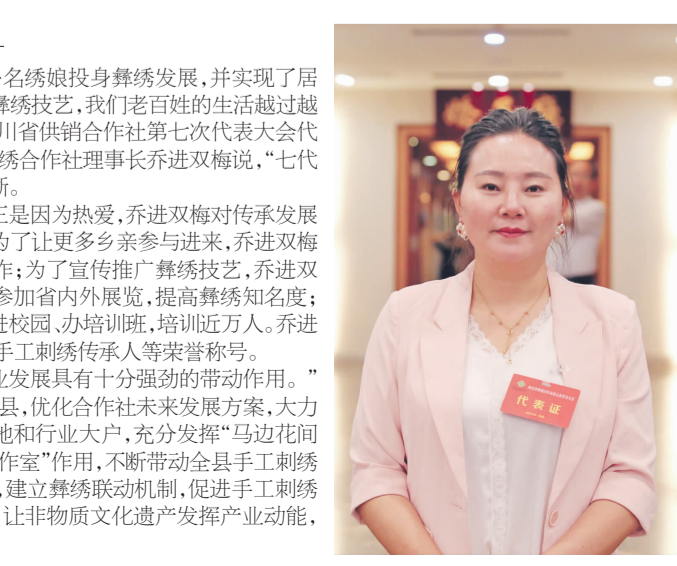 名绣娘投身彝绣发展,并实现了居
彝绣技艺,我们老百姓的生活越过越
川省供销合作社第七次代表大会代
绣合作社理事长乔进双梅说,“七代
新。
正是因为热爱,乔进双梅对传承发展
为了让更多乡亲参与进来,乔进双梅
作;为了宣传推广彝绣技艺,乔进双
参加省内外展览,提高彝绣知名度;
进校园、办培训班,培训近万人。乔进
手工刺绣传承人等荣誉称号。
业发展具有十分强劲的带动作用。”
县,优化合作社未来发展方案,大力
地和行业大户,充分发挥“马边花间
作室”作用,不断带动全县手工刺绣
,建立彝绣联动机制,促进手工刺绣
让非物质文化遗产发挥产业动能,
代表证